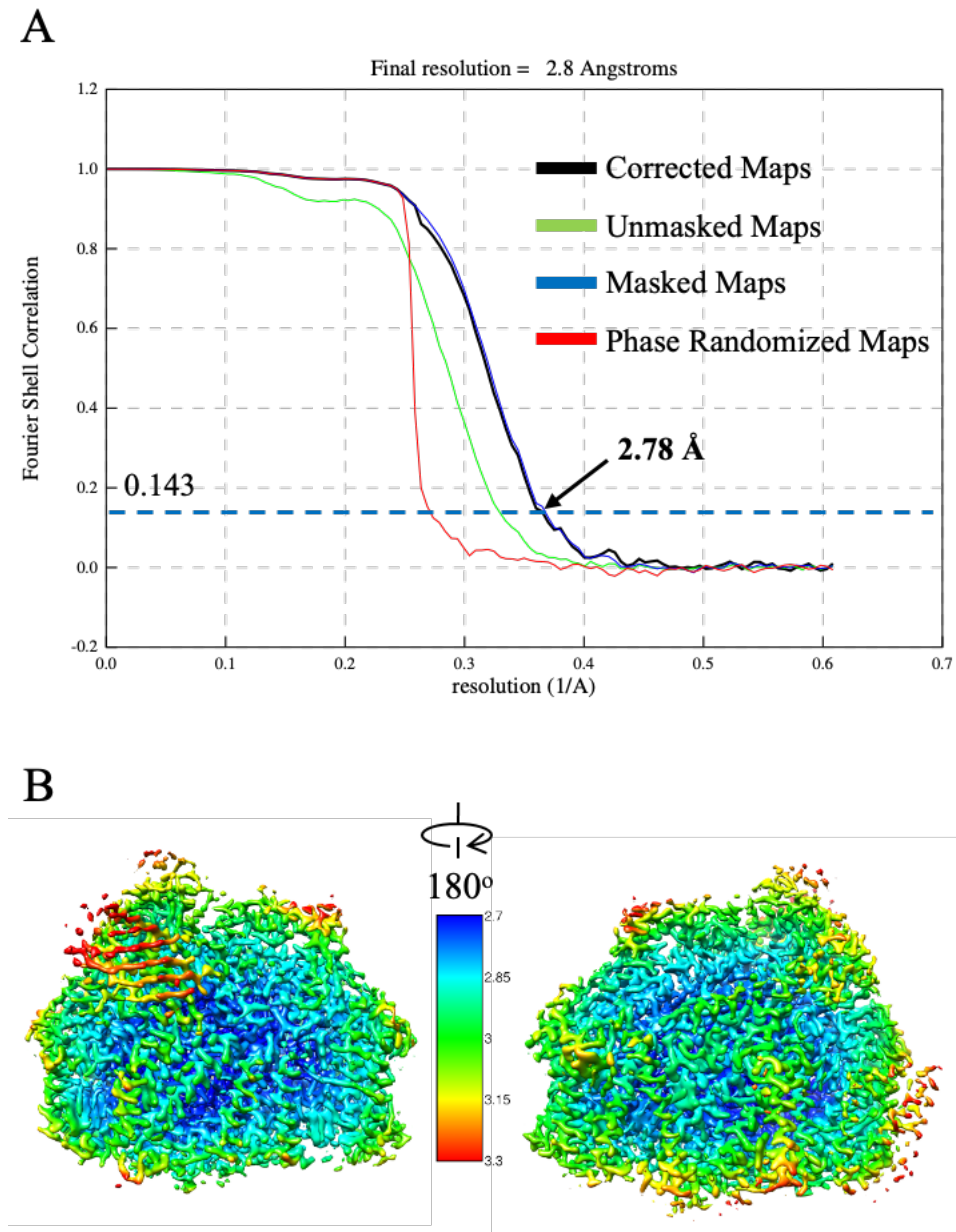 A
Final resolution =   2.8 Angstroms
1.2
1.0
0.8
0.6
0.4
0.2
0.0
-0.2
Fourier Shell Correlation
Corrected Maps
Unmasked Maps
Masked Maps
Phase Randomized Maps
2.78 Å
0.143
0.0 0.1 0.2 0.3 0.4 0.5 0.6 0.7
resolution (1/A)
B
180º
2.7
2.85
3
3.15
3.3